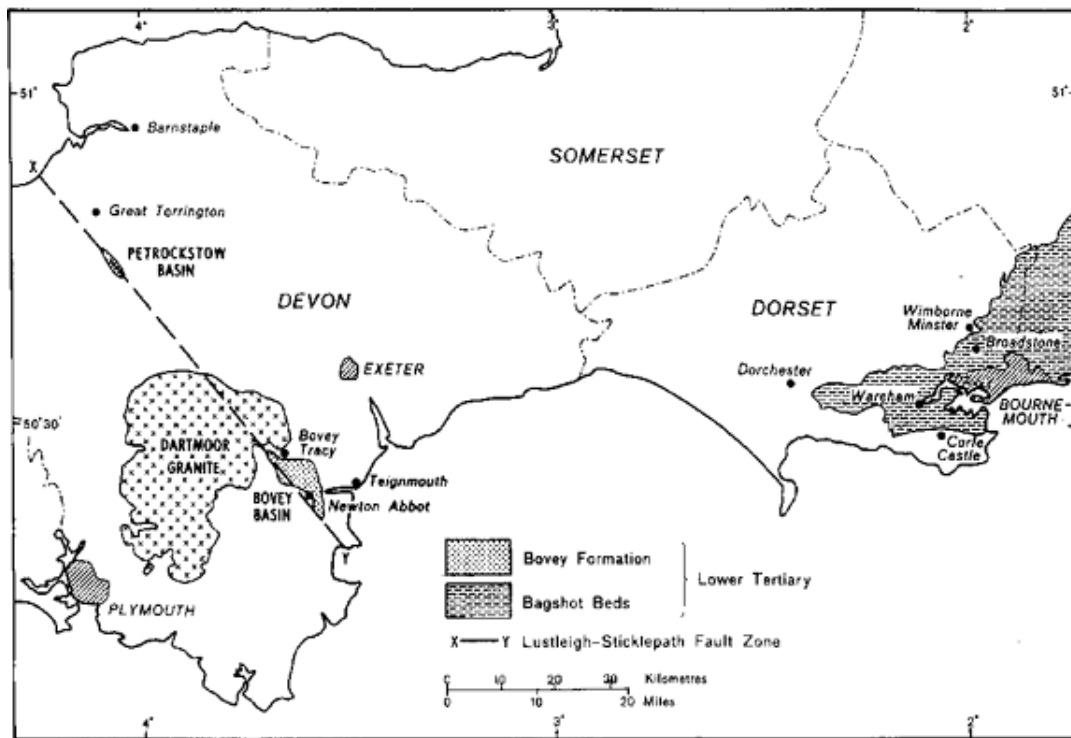 4°
3°
2°
51°
51°
Barnstaple
X
SOMERSET
Great Torrington
PETROCKSTOW
BASIN
DEVON
DORSET
Wimborne
Minster
Broadstone
EXETER
Dorchester
Wareham
BOURNE-
MOUTH
50°30'
Bovey
Tracy
Corfe
Castle
DARTMOOR
GRANITE
Teignmouth
BOVEY
BASIN
Newton Abbot
Y
PLYMOUTH
Bovey Formation
Lower Tertiary
Bagshot Beds
X Y Lustleigh-Sticklepath Fault Zone
0 10 20 30 Kilometres
0 10 20 Miles
4°
3°
2°